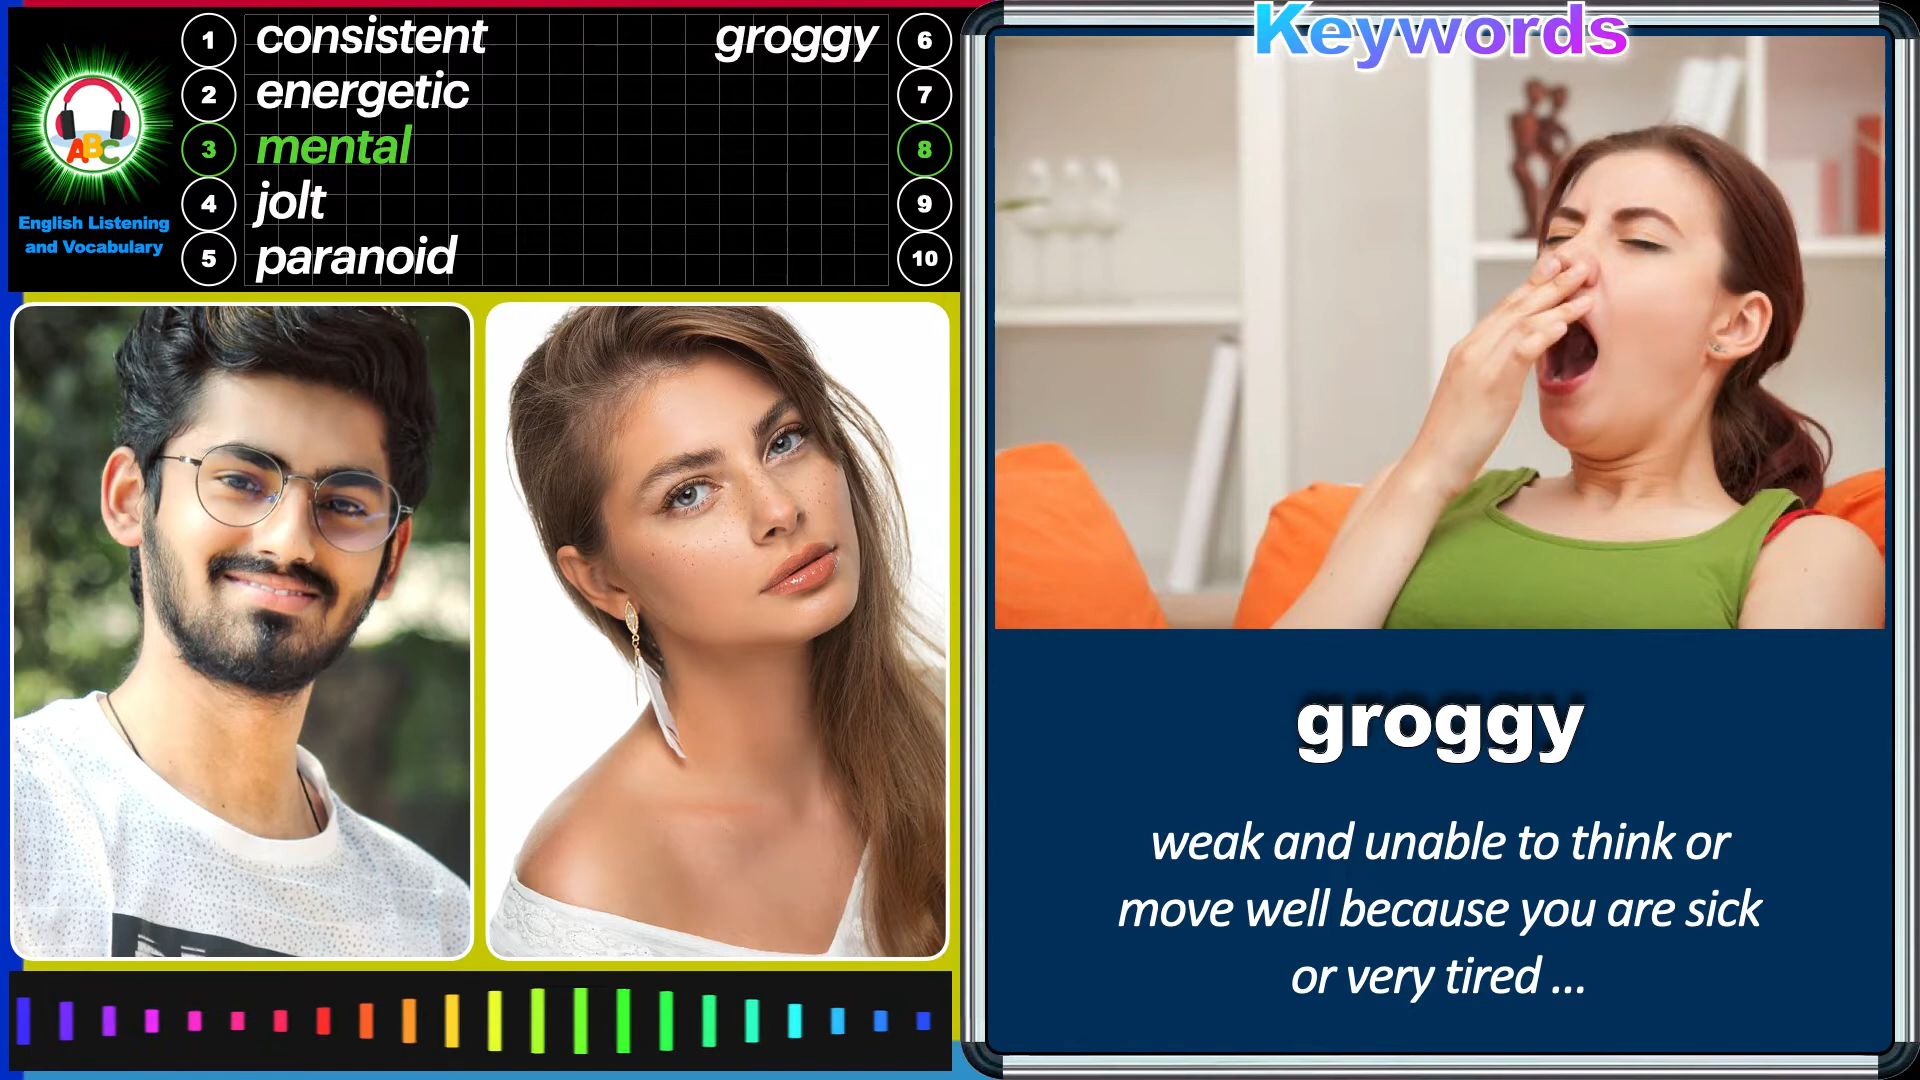 Keywords
1 consistent
2 energetic
3 mental
4 jolt
5 paranoid
groggy 6
7
8
9
10
ABC
English Listening
and Vocabulary
groggy
weak and unable to think or
move well because you are sick
or very tired ...